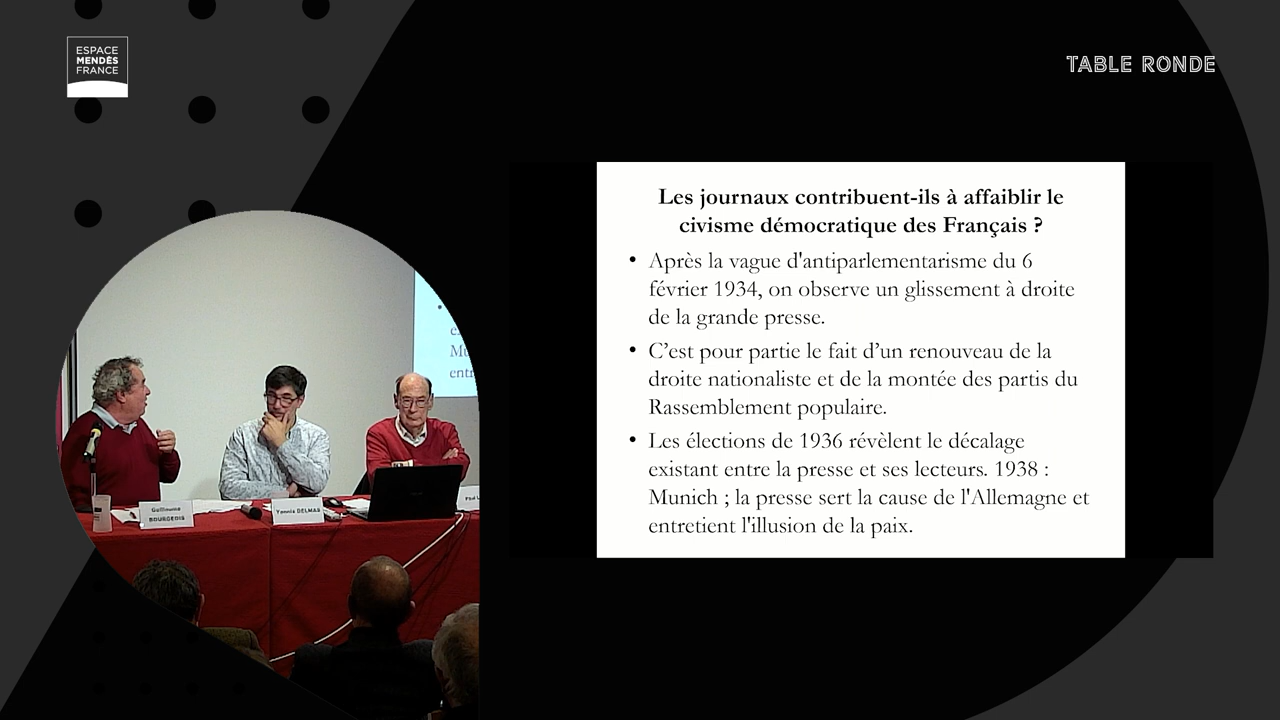 ESPACE
MENDÈS
FRANCE
TABLE RONDE
Les journaux contribuent-ils à affaiblir le
civisme démocratique des Français ?
• Après la vague d'antiparlementarisme du 6
février 1934, on observe un glissement à droite
de la grande presse.
• C’est pour partie le fait d’un renouveau de la
droite nationaliste et de la montée des partis du
Rassemblement populaire.
• Les élections de 1936 révèlent le décalage
existant entre la presse et ses lecteurs. 1938 :
Munich ; la presse sert la cause de l'Allemagne et
entretient l'illusion de la paix.
Guillaume
BOURGEOIS
Yannis DELMAS